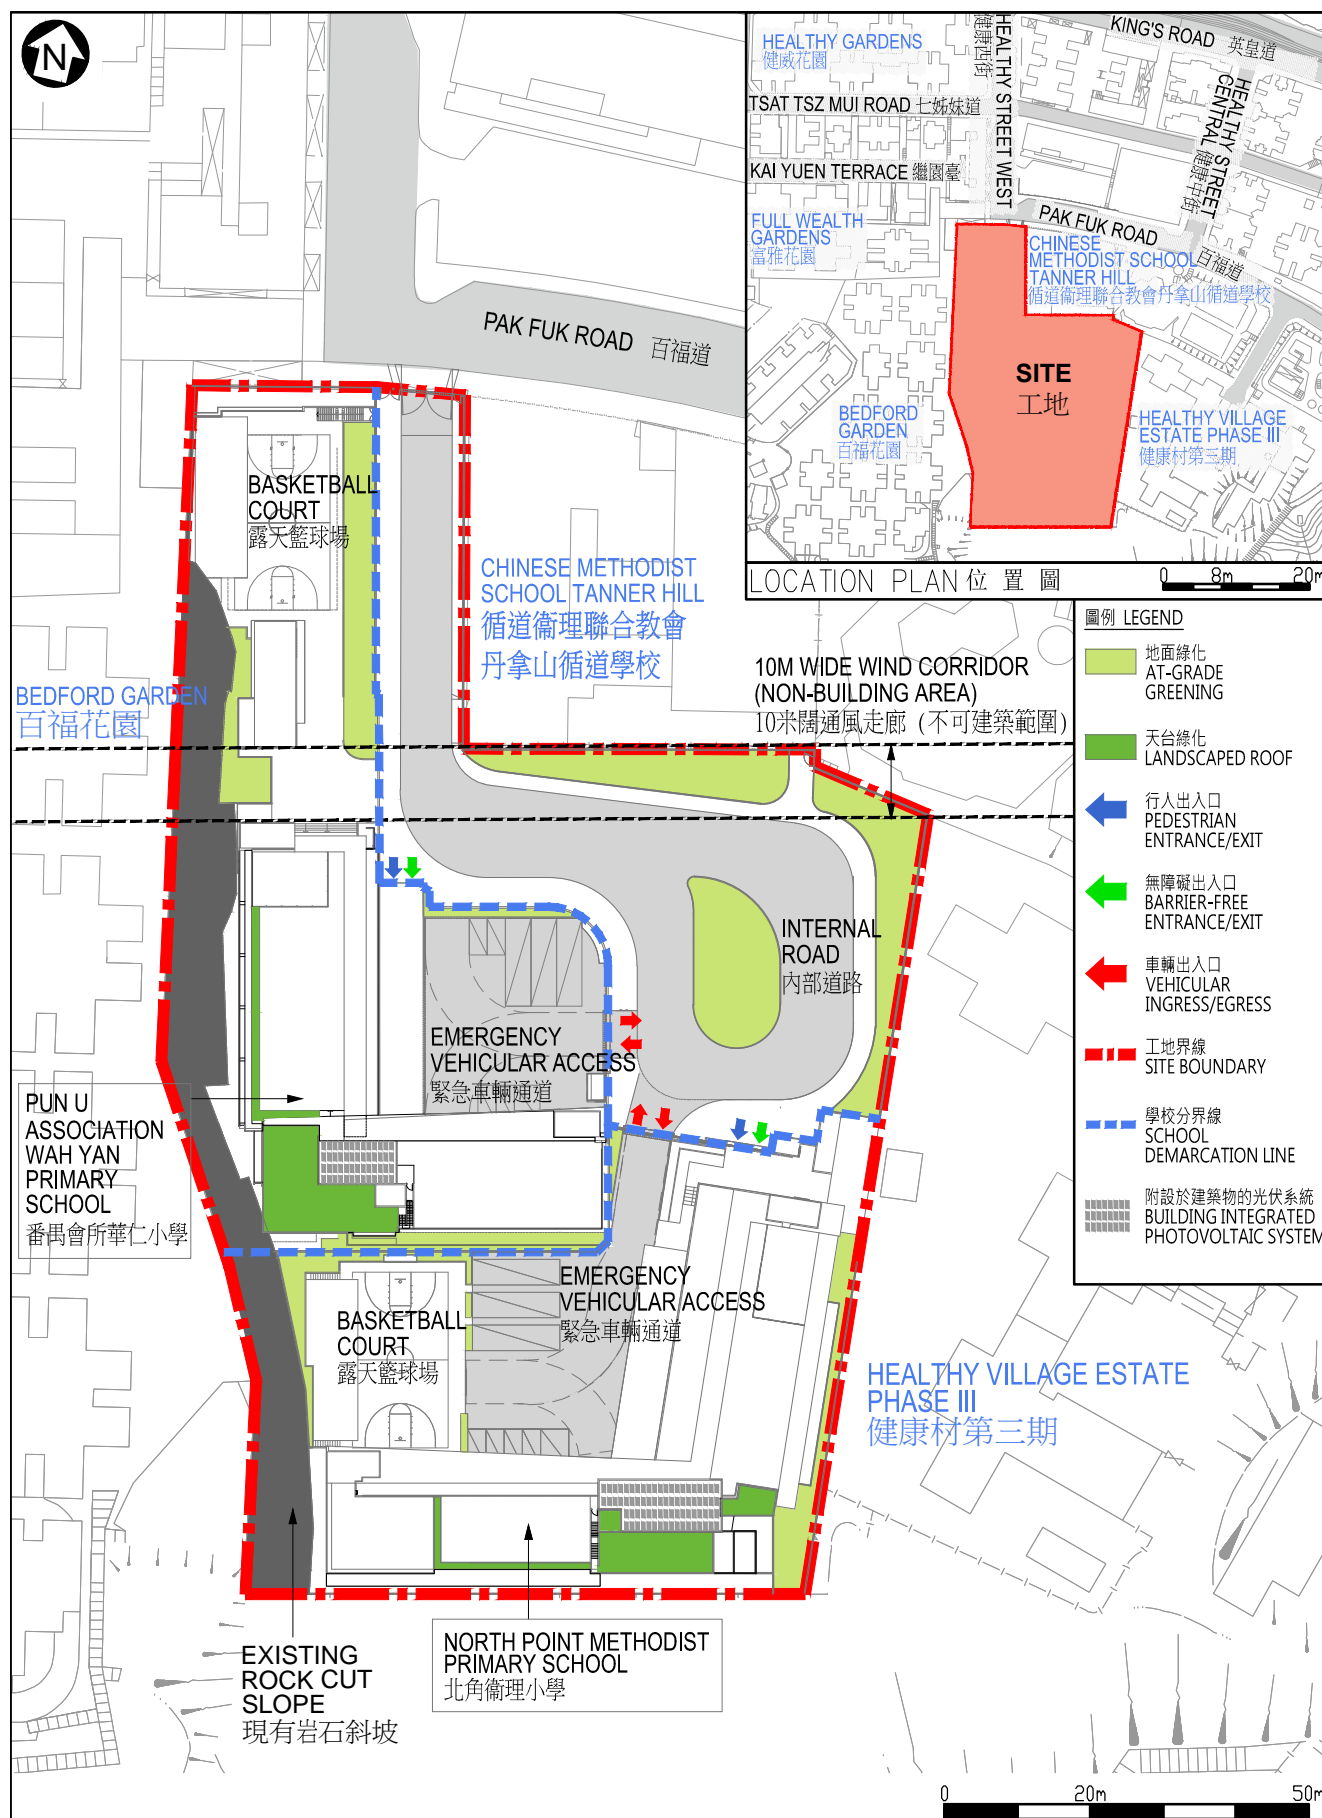 N
HEALTHY GARDENS
健威花園
KING'S ROAD 英皇道
HEALTHY STREET WEST
健康西街
HEALTHY STREET
CENTRAL 健康中街
TSAT TSZ MUI ROAD 七姊妹道
KAI YUEN TERRACE 繼園臺
FULL WEALTH
GARDENS
富雅花園
PAK FUK ROAD 百福道
CHINESE
METHODIST SCHOOL
TANNER HILL
循道衞理聯合教會丹拿山循道學校
SITE
工地
BEDFORD
GARDEN
百福花園
HEALTHY VILLAGE
ESTATE PHASE III
健康村第三期
LOCATION PLAN 位置圖
0 8m 20m
PAK FUK ROAD 百福道
BASKETBALL
COURT
露天籃球場
CHINESE METHODIST
SCHOOL TANNER HILL
循道衞理聯合教會
丹拿山循道學校
BEDFORD GARDEN
百福花園
10M WIDE WIND CORRIDOR
(NON-BUILDING AREA)
10米闊通風走廊 (不可建築範圍)
圖例 LEGEND
地面綠化
AT-GRADE
GREENING
天台綠化
LANDSCAPED ROOF
行人出入口
PEDESTRIAN
ENTRANCE/EXIT
無障礙出入口
BARRIER-FREE
ENTRANCE/EXIT
車輛出入口
VEHICULAR
INGRESS/EGRESS
工地界線
SITE BOUNDARY
學校分界線
SCHOOL
DEMARCATION LINE
附設於建築物的光伏系統
BUILDING INTEGRATED
PHOTOVOLTAIC SYSTEM
INTERNAL
ROAD
內部道路
EMERGENCY
VEHICULAR ACCESS
緊急車輛通道
PUN U
ASSOCIATION
WAH YAN
PRIMARY
SCHOOL
番禺會所華仁小學
EMERGENCY
VEHICULAR ACCESS
緊急車輛通道
BASKETBALL
COURT
露天籃球場
HEALTHY VILLAGE ESTATE
PHASE III
健康村第三期
EXISTING
ROCK CUT
SLOPE
現有岩石斜坡
NORTH POINT METHODIST
PRIMARY SCHOOL
北角衞理小學
0 20m 50m